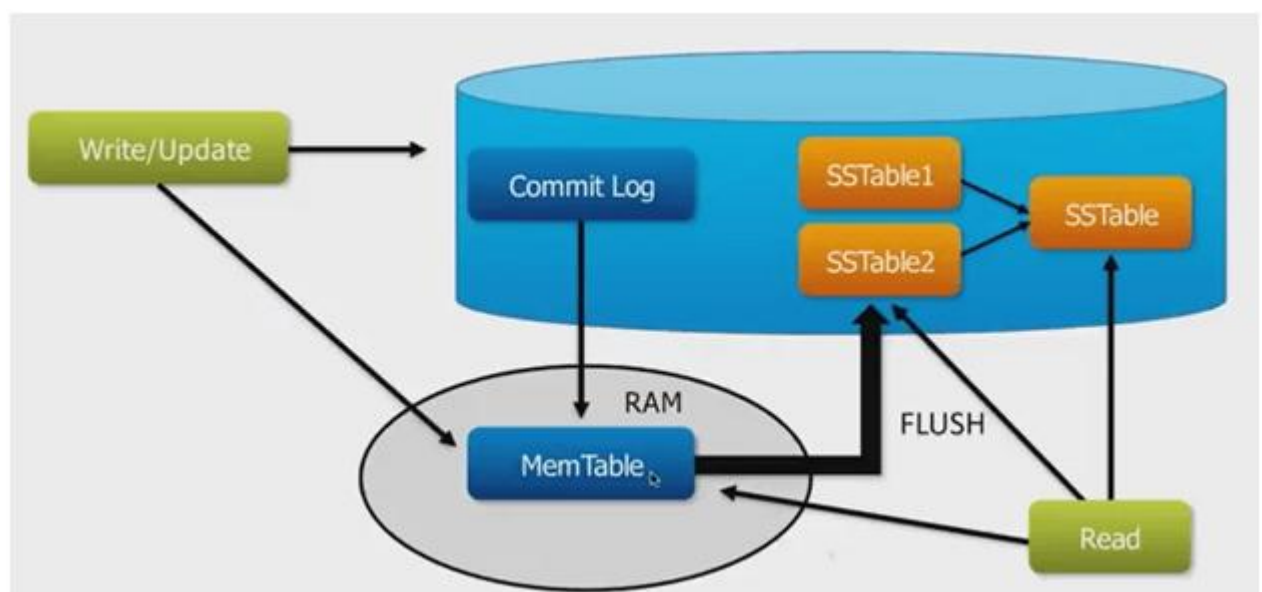 Write/Update
Commit Log
SSTable1
SSTable2
SSTable
RAM
MemTable
FLUSH
Read